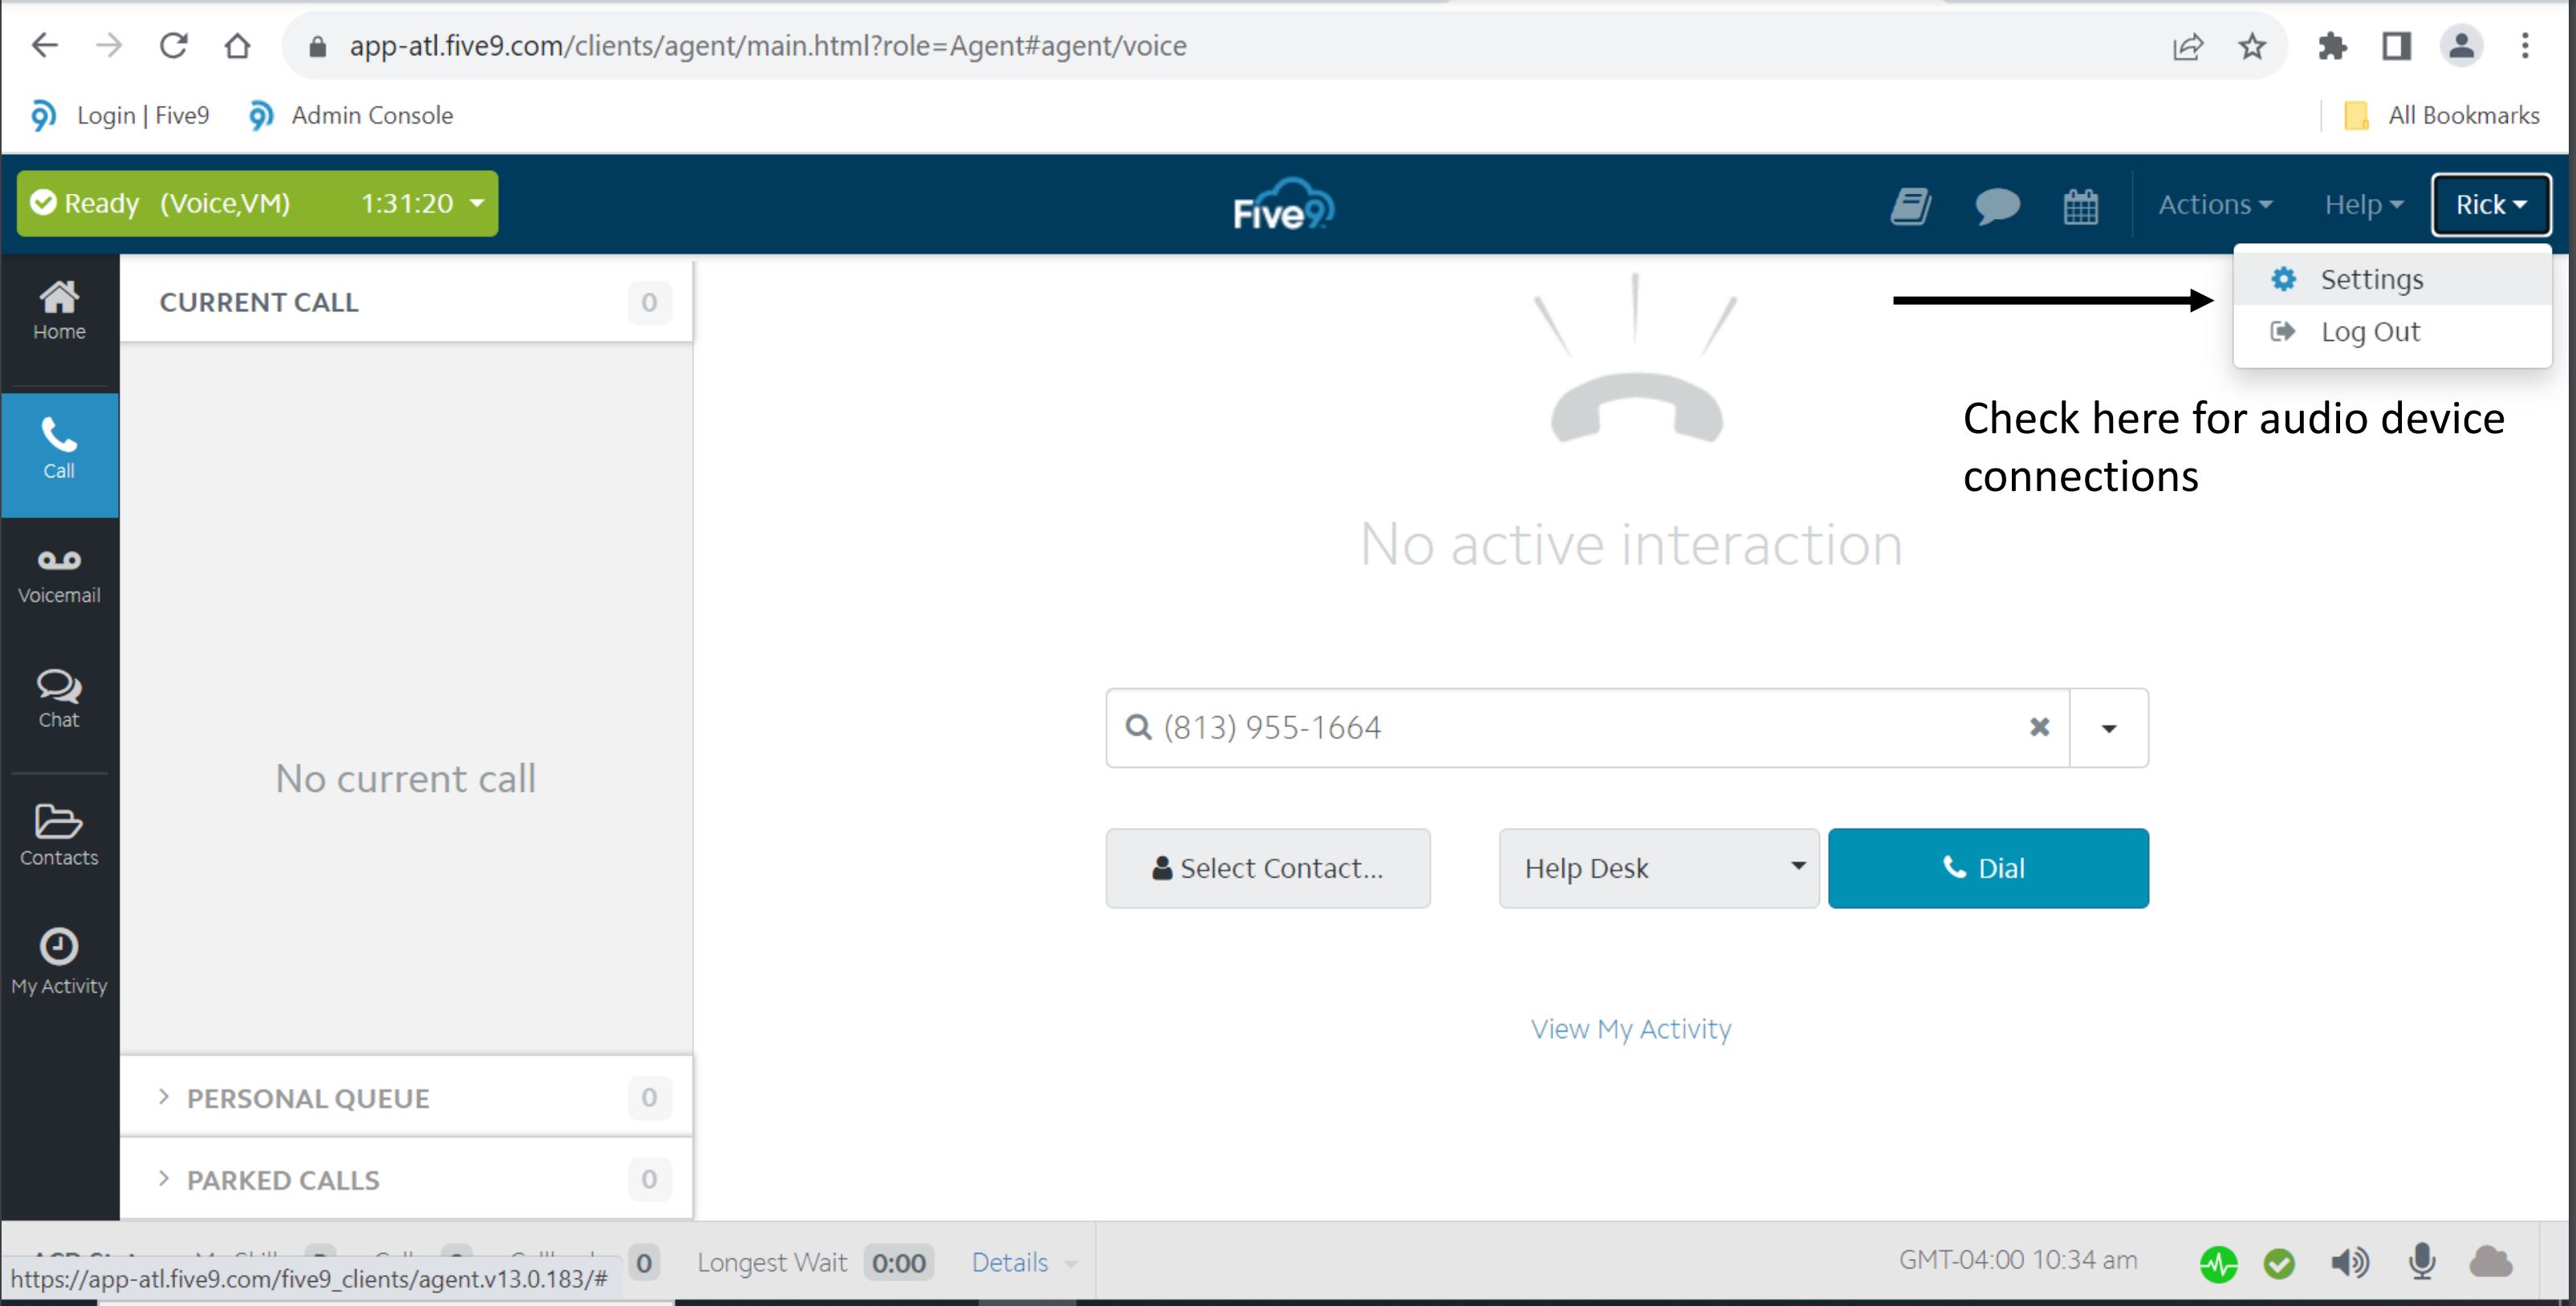 app-atl.five9.com/clients/agent/main.html?role=Agent#agent/voice
Login | Five9 Admin Console All Bookmarks
Ready (Voice,VM) 1:31:20 Five9 Actions Help Rick
Settings
Log Out
Home
CURRENT CALL 0
Check here for audio device
connections
Call
No active interaction
Voicemail
Chat
(813) 955-1664
No current call
Contacts
Select Contact... Help Desk Dial
My Activity
View My Activity
PERSONAL QUEUE 0
PARKED CALLS 0
0 Longest Wait 0:00 Details GMT-04:00 10:34 am
https://app-atl.five9.com/five9_clients/agent.v13.0.183/#